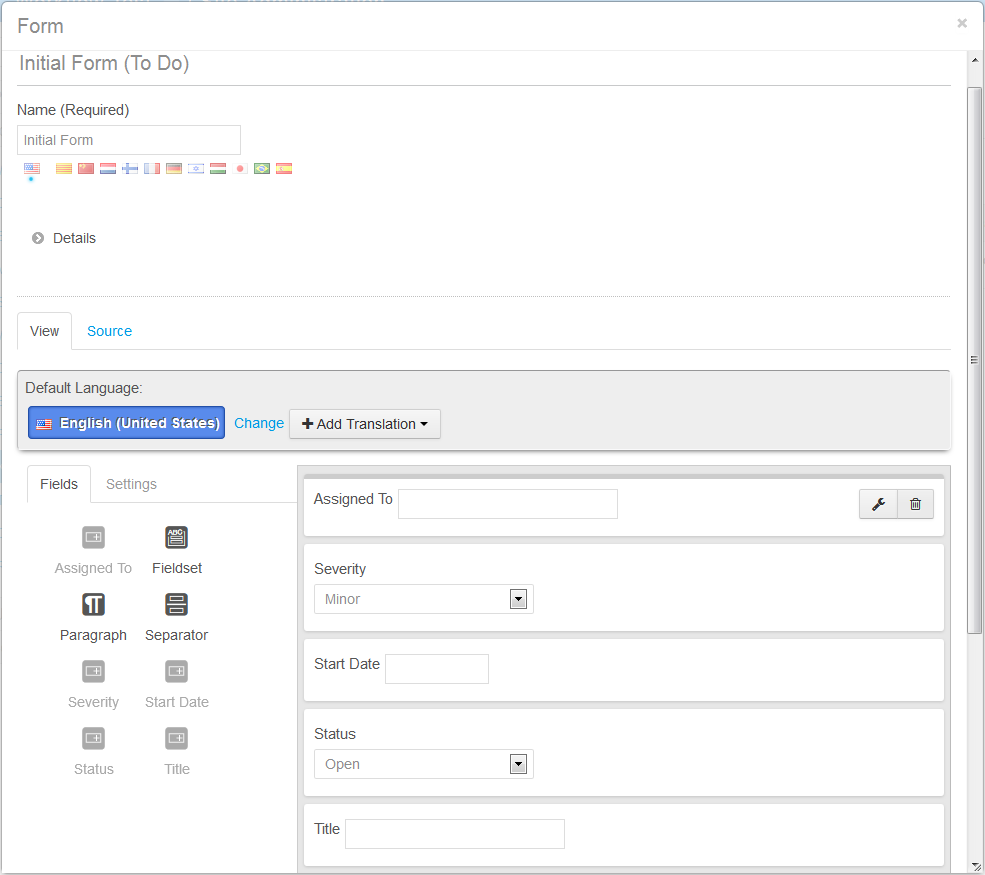 Form
×
Initial Form (To Do)
Name (Required)
Initial Form
Details
View Source
Default Language:
English (United States) Change Add Translation
Fields Settings
Assigned To Fieldset
Paragraph Separator
Severity Start Date
Status Title
Assigned To
Severity
Minor
Start Date
Status
Open
Title